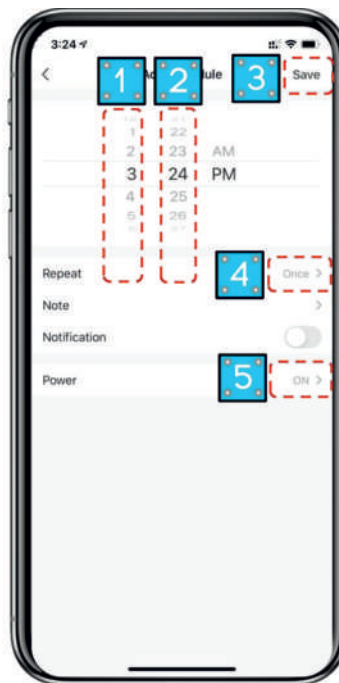 3:24
1 2 dule 3 Save
1 22
2 23 AM
3 24 PM
4 25
5 26
Repeat 4 Once >
Note >
Notification
Power 5 ON >